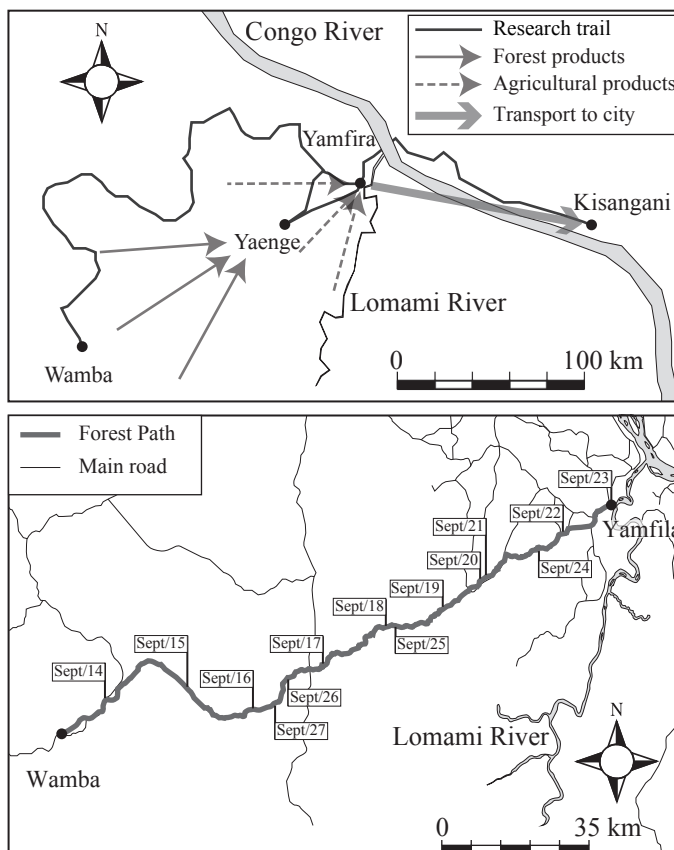 N
Congo River
Research trail
Forest products
Agricultural products
Transport to city
Yamfira
Kisangani
Yaenge
Lomami River
Wamba
0 100 km
Forest Path
Main road
Sept/23
Sept/22
Yamfila
Sept/21
Sept/20
Sept/24
Sept/19
Sept/18
Sept/25
Sept/17
Sept/15
Sept/16
Sept/14
Sept/26
Sept/27
N
Lomami River
Wamba
0 35 km